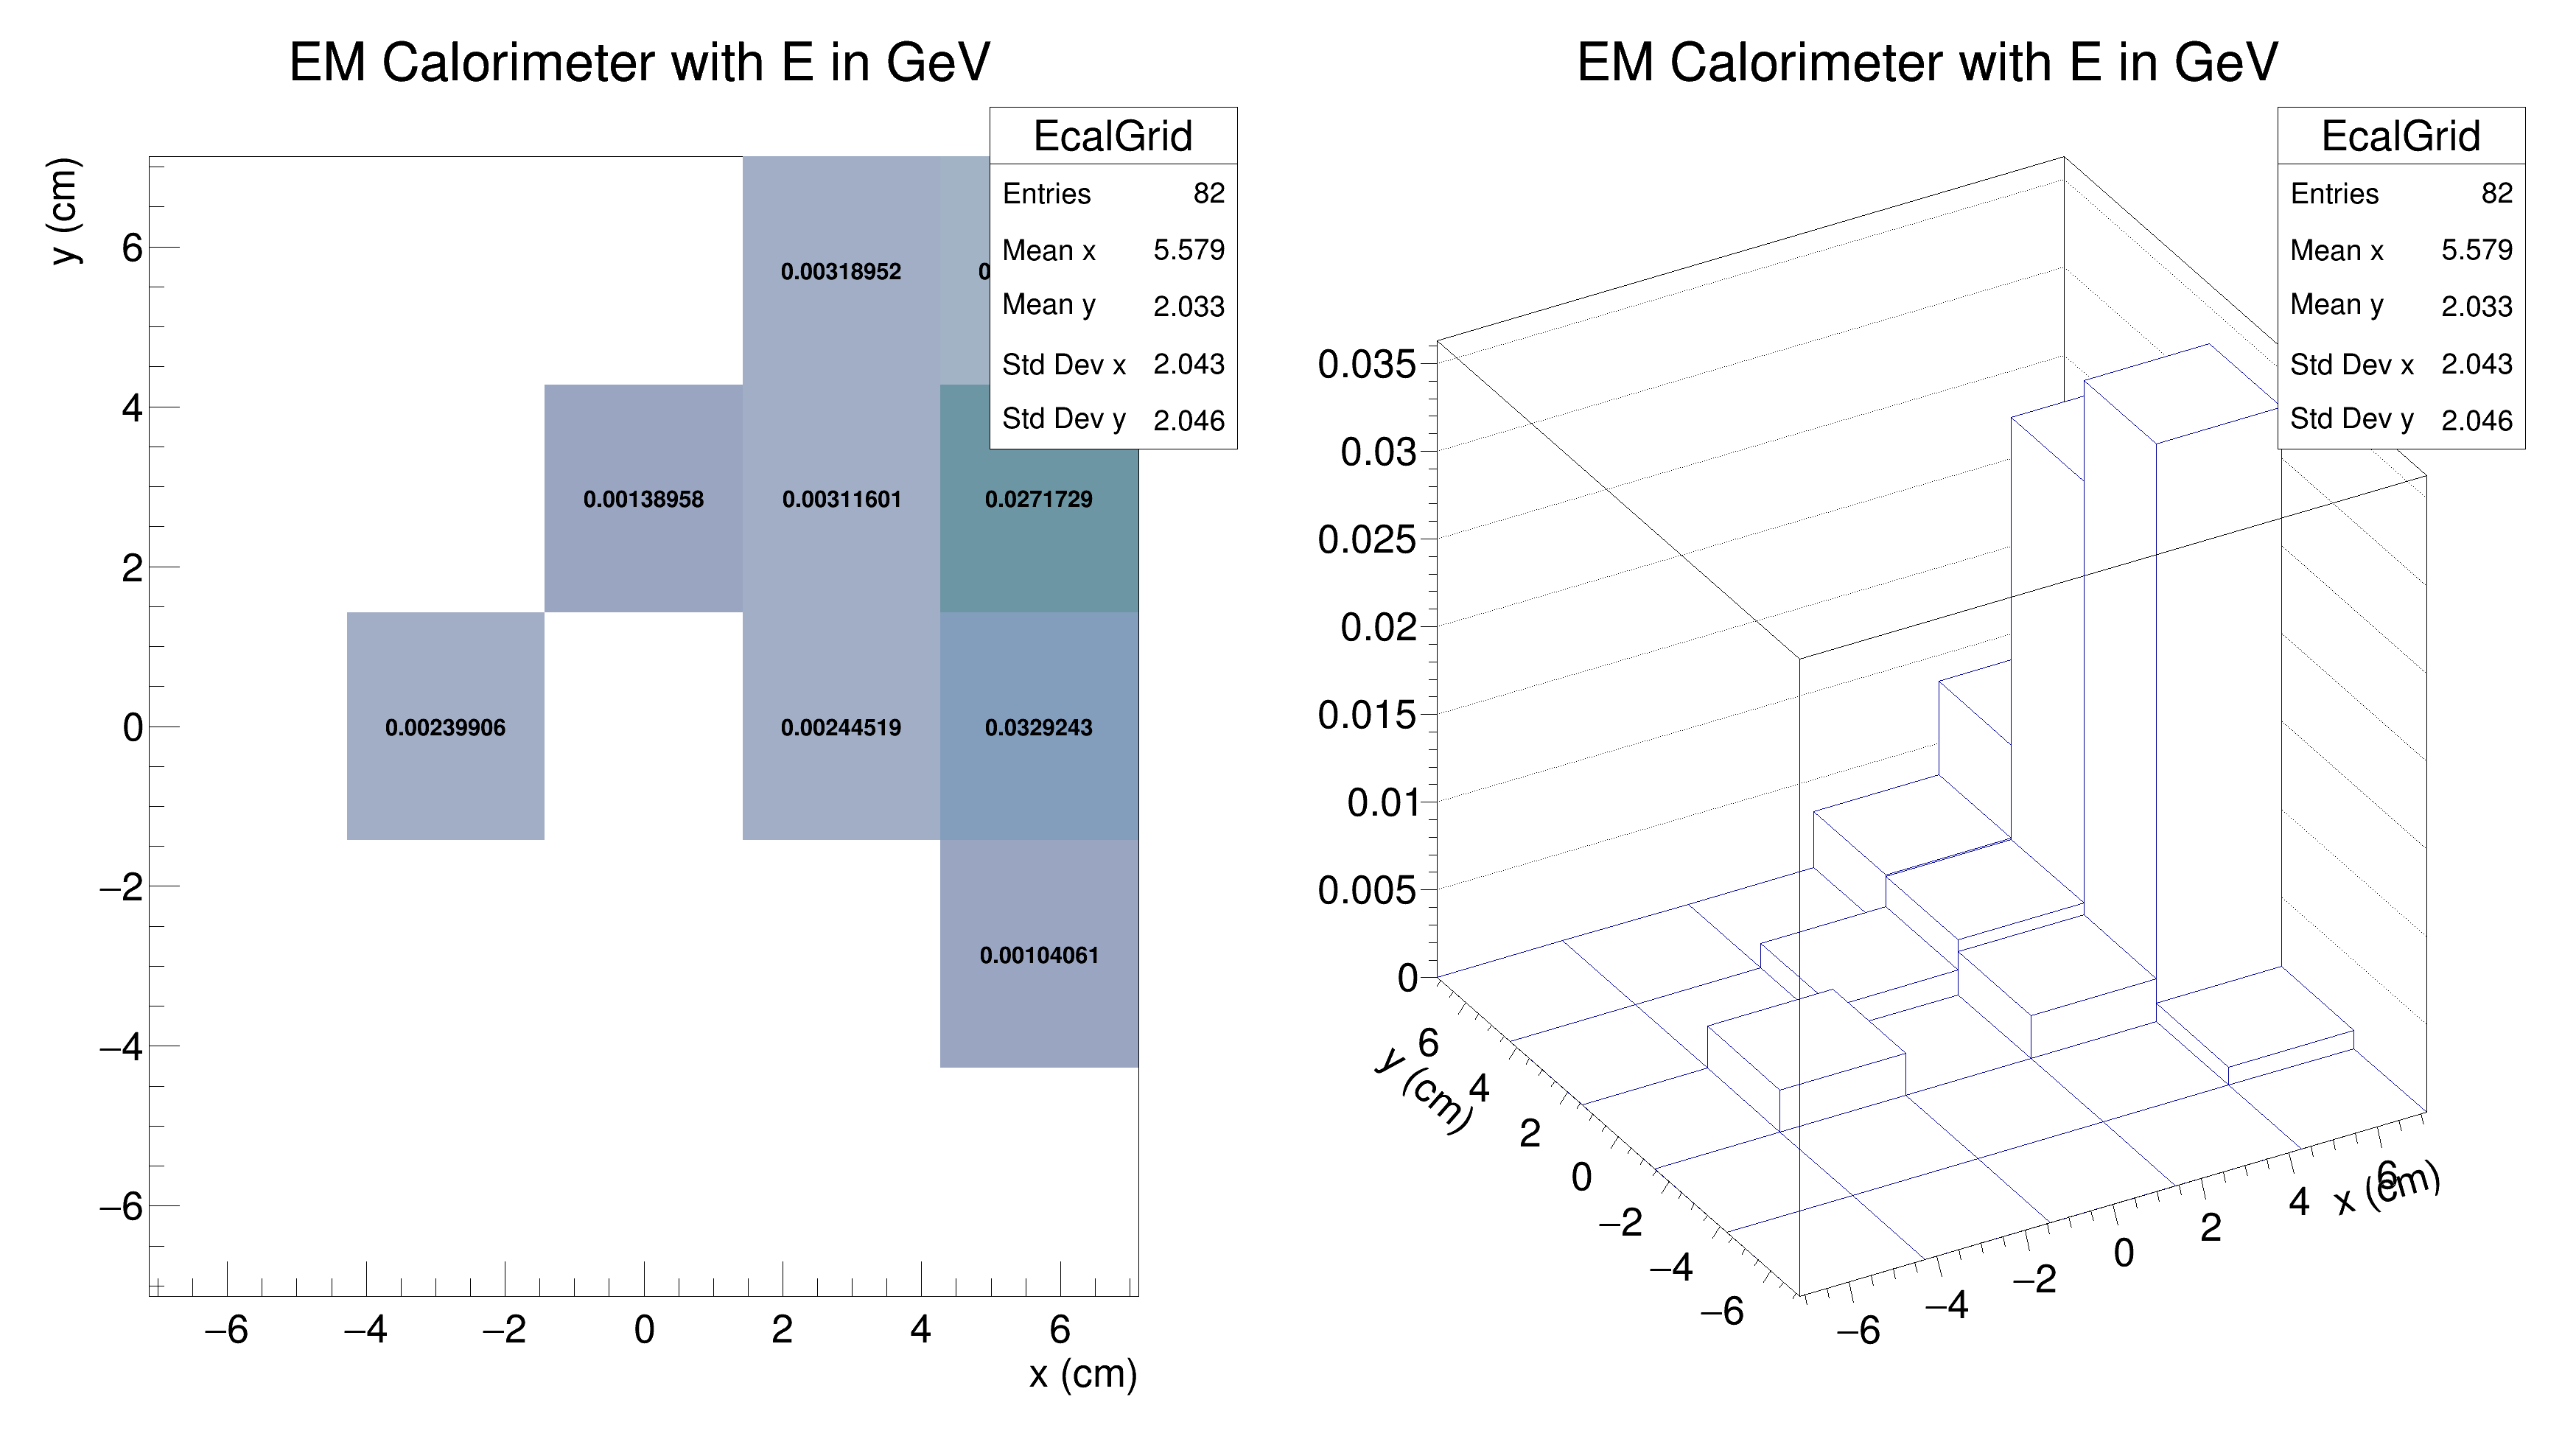 EM Calorimeter with E in GeV
EcalGrid
Entries 82
Mean x 5.579
Mean y 2.033
Std Dev x 2.043
Std Dev y 2.046
y (cm)
6
4
2
0
−2
−4
−6
0.00318952
0.00138958
0.00311601
0.0271729
0.00239906
0.00244519
0.0329243
0.00104061
−6 −4 −2 0 2 4 6
x (cm)
EM Calorimeter with E in GeV
EcalGrid
Entries 82
Mean x 5.579
Mean y 2.033
Std Dev x 2.043
Std Dev y 2.046
0.035
0.03
0.025
0.02
0.015
0.01
0.005
0
y (cm)
6
4
2
0
−2
−4
−6
−6
−4
−2
0
2
4
6
x (cm)